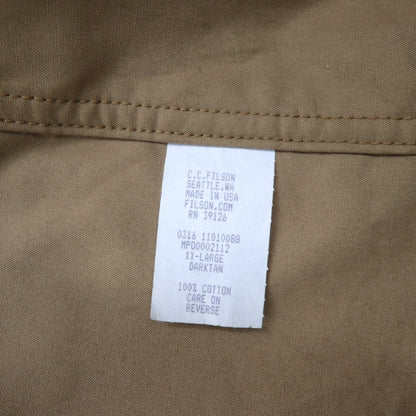 C.C.FILSON
SEATTLE,WA
MADE IN USA
FILSON.COM
RN 39126
0316 11010088
MP00002112
XX-LARGE
DARKTAN
100% COTTON
CARE ON
REVERSE